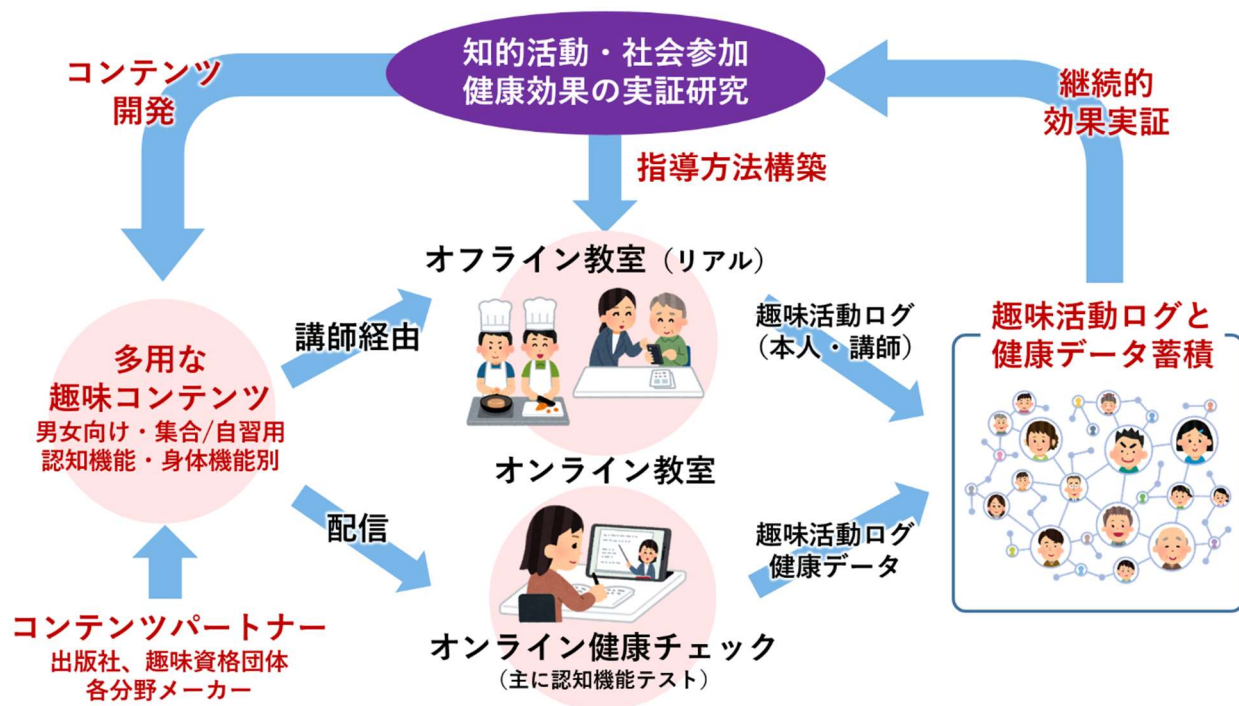 知的活動・社会参加
健康効果の実証研究
コンテンツ
開発
継続的
効果実証
指導方法構築
オフライン教室（リアル）
講師経由
趣味活動ログ
（本人・講師）
趣味活動ログと
健康データ蓄積
多用な
趣味コンテンツ
男女向け・集合/自習用
認知機能・身体機能別
オンライン教室
配信
趣味活動ログ
健康データ
コンテンツパートナー
出版社、趣味資格団体
各分野メーカー
オンライン健康チェック
（主に認知機能テスト）